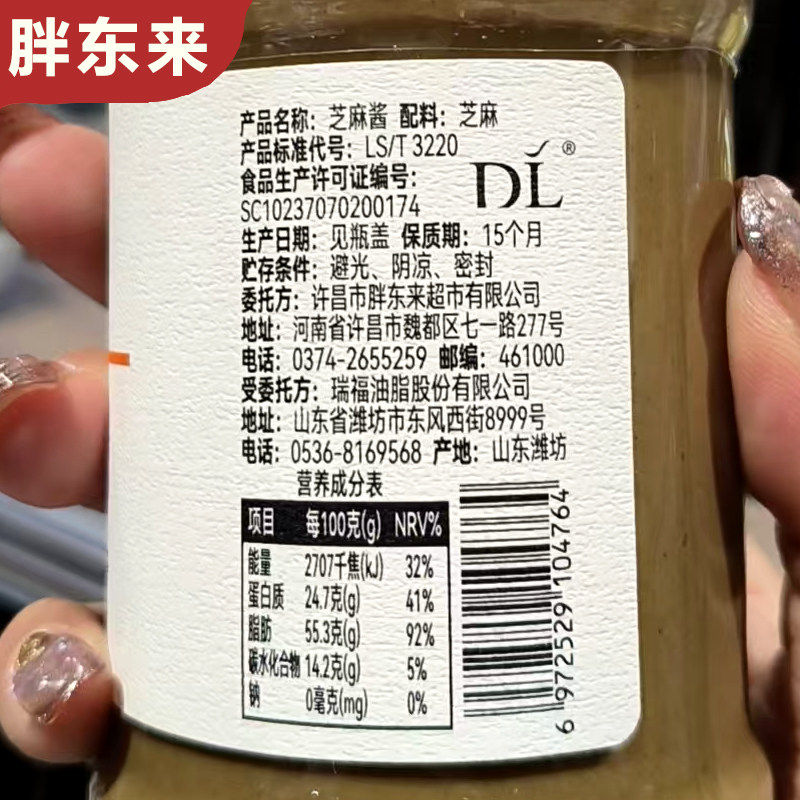 胖东来
产品名称：芝麻酱 配料：芝麻
产品标准代号：LS/T 3220
食品生产许可证编号：
SC10237070200174
DL®
生产日期：见瓶盖 保质期：15个月
贮存条件：避光、阴凉、密封
委托方：许昌市胖东来超市有限公司
地址：河南省许昌市魏都区七一路277号
电话：0374-2655259 邮编：461000
受委托方：瑞福油脂股份有限公司
地址：山东省潍坊市东风西街8999号
电话：0536-8169568 产地：山东潍坊
营养成分表
项目 每100克(g) NRV%
能量 2707千焦(kJ) 32%
蛋白质 24.7克(g) 41%
脂肪 55.3克(g) 92%
碳水化合物 14.2克(g) 5%
钠 0毫克(mg) 0%
6 972529 104764